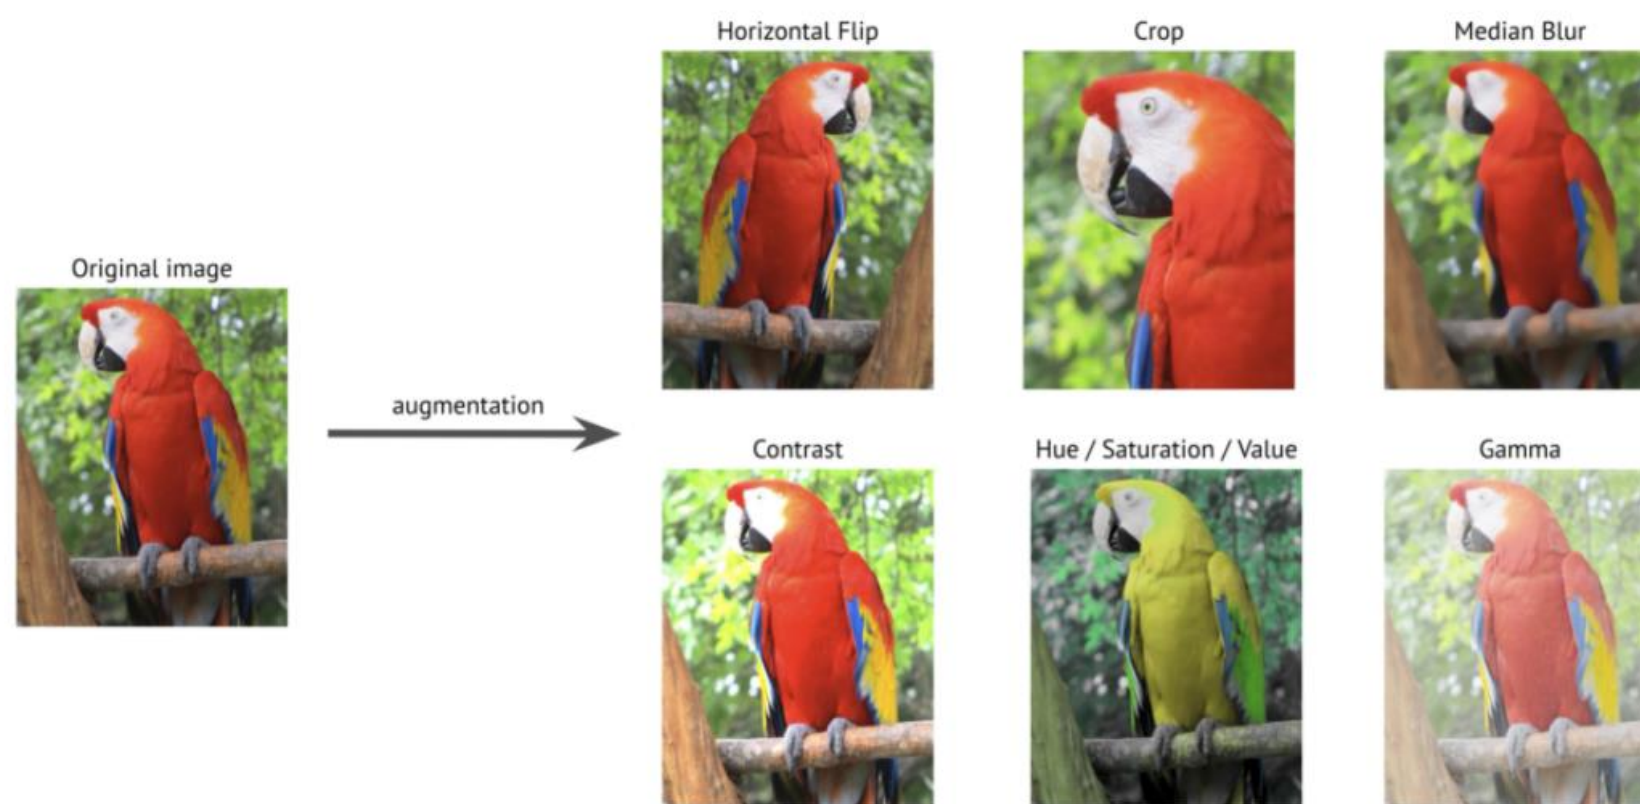 Original image
augmentation
Horizontal Flip
Crop
Median Blur
Contrast
Hue / Saturation / Value
Gamma